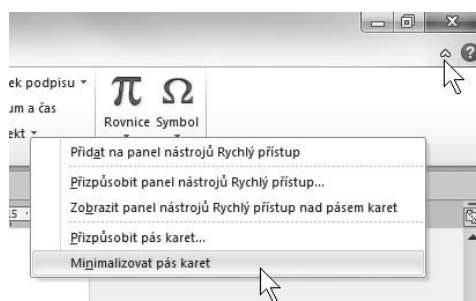 ek podpisu
um a čas
ekt
π Ω
Rovnice Symbol
Přidat na panel nástrojů Rychlý přístup
Přizpůsobit panel nástrojů Rychlý přístup...
Zobrazit panel nástrojů Rychlý přístup nad pásem karet
Přizpůsobit pás karet...
Minimalizovat pás karet
15